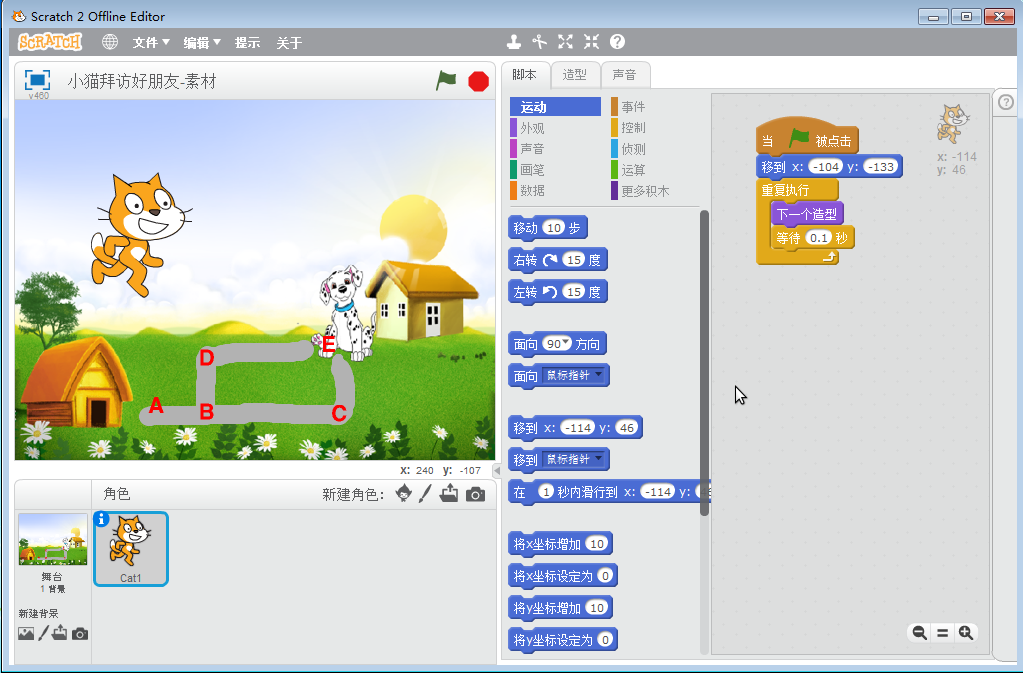 Scratch 2 Offline Editor
SCRATCH 文件 编辑 提示 关于
v460
小猫拜访好朋友-素材
A
B
C
D
E
x: 240 y: -107
角色
新建角色:
舞台
1 背景
新建背景
Cat1
脚本 造型 声音
运动 事件
外观 控制
声音 侦测
画笔 运算
数据 更多积木
移动 10 步
右转 15 度
左转 15 度
面向 90 方向
面向 鼠标指针
移到 x: -114 y: 46
移到 鼠标指针
在 1 秒内滑行到 x: -114 y:
将x坐标增加 10
将x坐标设定为 0
将y坐标增加 10
将y坐标设定为 0
当 被点击
移到 x: -104 y: -133
重复执行
下一个造型
等待 0.1 秒
x: -114
y: 46